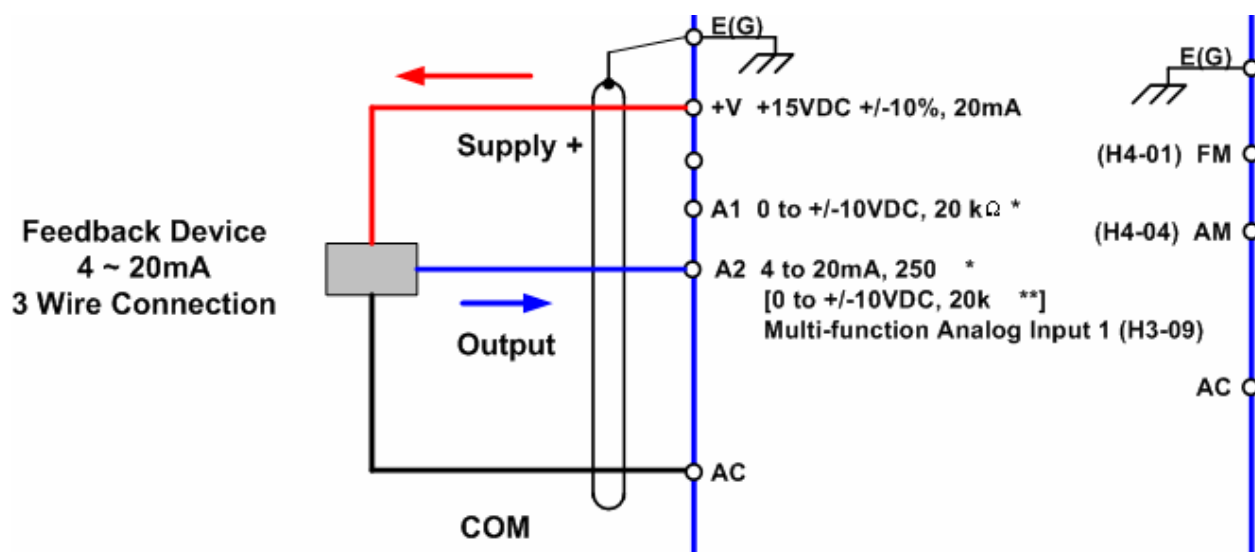 E(G)
E(G)
+V +15VDC +/-10%, 20mA
Supply +
(H4-01) FM
A1 0 to +/-10VDC, 20 kΩ *
Feedback Device
4 ~ 20mA
3 Wire Connection
(H4-04) AM
A2 4 to 20mA, 250 *
[0 to +/-10VDC, 20k **]
Multi-function Analog Input 1 (H3-09)
Output
AC
AC
COM